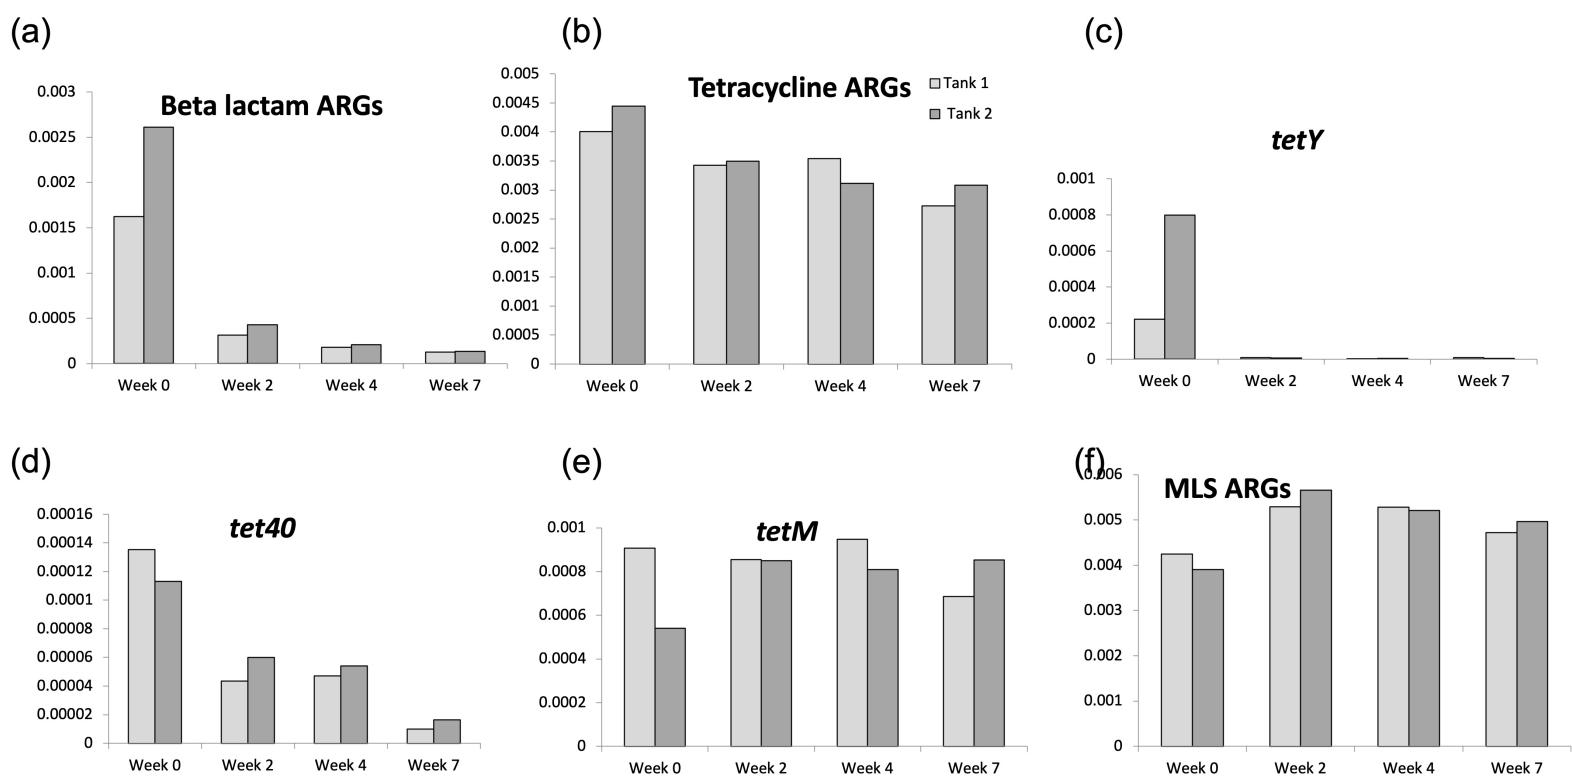 (a)
Beta lactam ARGs
0.003
0.0025
0.002
0.0015
0.001
0.0005
0
Week 0 Week 2 Week 4 Week 7
(b)
Tetracycline ARGs
Tank 1
Tank 2
0.005
0.0045
0.004
0.0035
0.003
0.0025
0.002
0.0015
0.001
0.0005
0
Week 0 Week 2 Week 4 Week 7
(c)
tetY
0.001
0.0008
0.0006
0.0004
0.0002
0
Week 0 Week 2 Week 4 Week 7
(d)
tet40
0.00016
0.00014
0.00012
0.0001
0.00008
0.00006
0.00004
0.00002
0
Week 0 Week 2 Week 4 Week 7
(e)
tetM
0.001
0.0008
0.0006
0.0004
0.0002
0
Week 0 Week 2 Week 4 Week 7
(f)
MLS ARGs
0.006
0.005
0.004
0.003
0.002
0.001
0
Week 0 Week 2 Week 4 Week 7